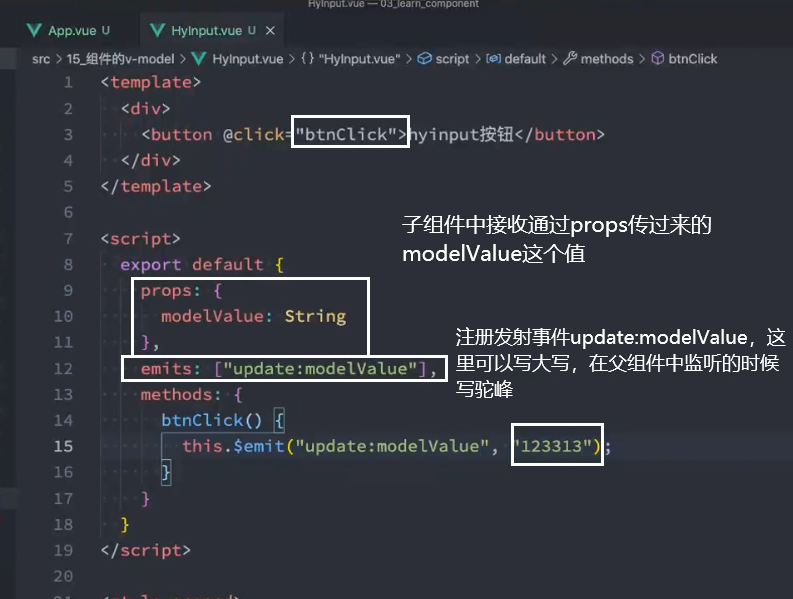 HyInput.vue — 03_learn_component
App.vue U
HyInput.vue U ×
src > 15_组件的v-model > HyInput.vue > {} "HyInput.vue" > script > default > methods > btnClick
1 <template>
2 <div>
3 <button @click="btnClick">hyinput按钮</button>
4 </div>
5 </template>
6
7 <script>
8 export default {
9 props: {
10 modelValue: String
11 },
12 emits: ["update:modelValue"],
13 methods: {
14 btnClick() {
15 this.$emit("update:modelValue", "123313");
16 }
17 }
18 }
19 </script>
20
子组件中接收通过props传过来的
modelValue这个值
注册发射事件update:modelValue，这
里可以写大写，在父组件中监听的时候
写驼峰